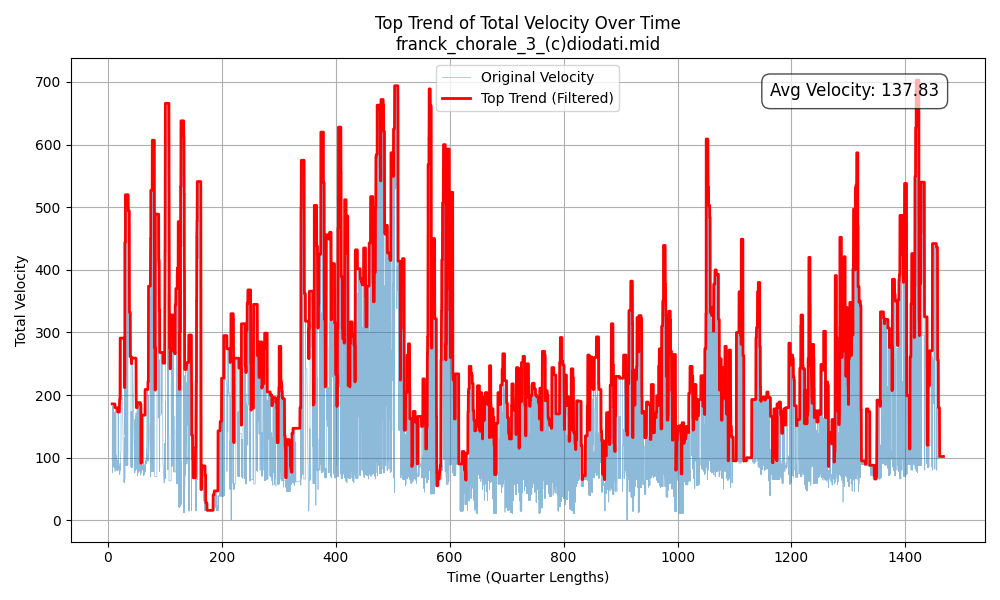 Top Trend of Total Velocity Over Time
franck_chorale_3_(c)diodati.mid
Original Velocity
Top Trend (Filtered)
Avg Velocity: 137.83
Total Velocity
700
600
500
400
300
200
100
0
0 200 400 600 800 1000 1200 1400
Time (Quarter Lengths)